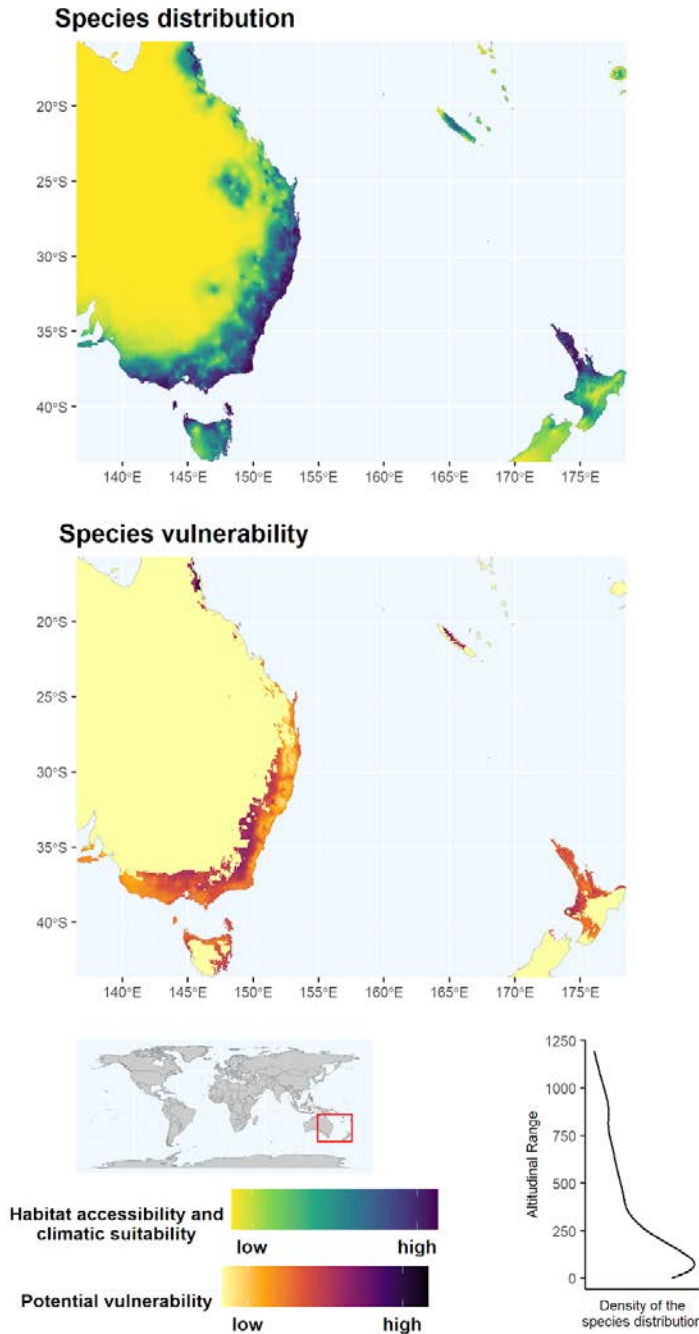 Species distribution
20°S
25°S
30°S
35°S
40°S
140°E 145°E 150°E 155°E 160°E 165°E 170°E 175°E
Species vulnerability
20°S
25°S
30°S
35°S
40°S
140°E 145°E 150°E 155°E 160°E 165°E 170°E 175°E
Habitat accessibility and
climatic suitability
low high
Potential vulnerability
low high
Altitudinal Range
1250
1000
750
500
250
0
Density of the
species distribution